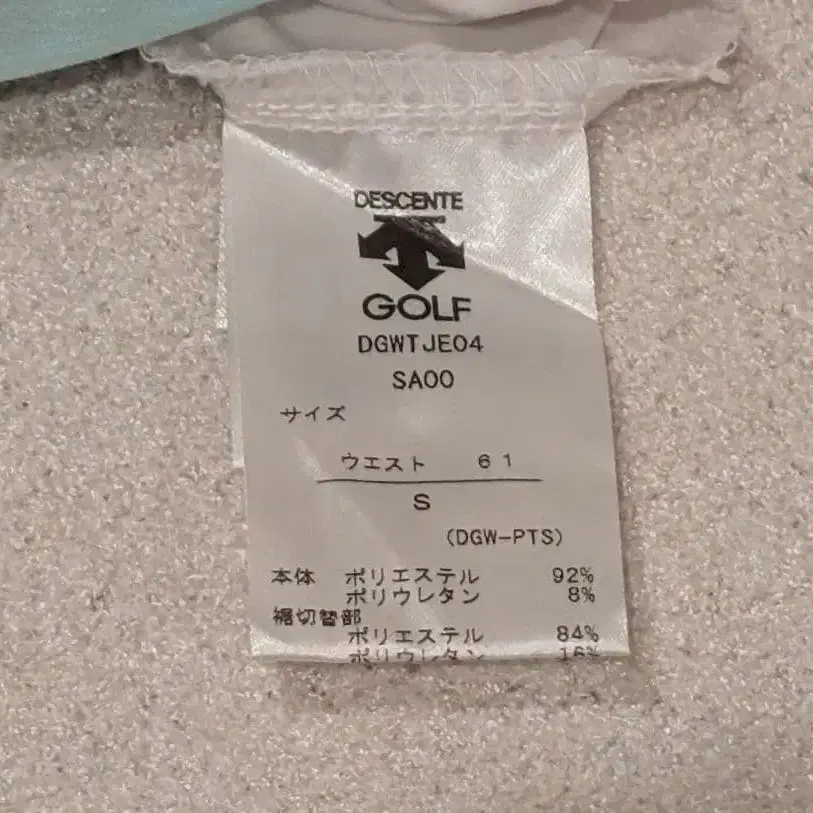 DESCENTE
GOLF
DGWTJE04
SA00
サイズ
ウエスト 61
S
(DGW-PTS)
本体 ポリエステル 92%
ポリウレタン 8%
裾切替部
ポリエステル 84%
ポリウレタン 16%